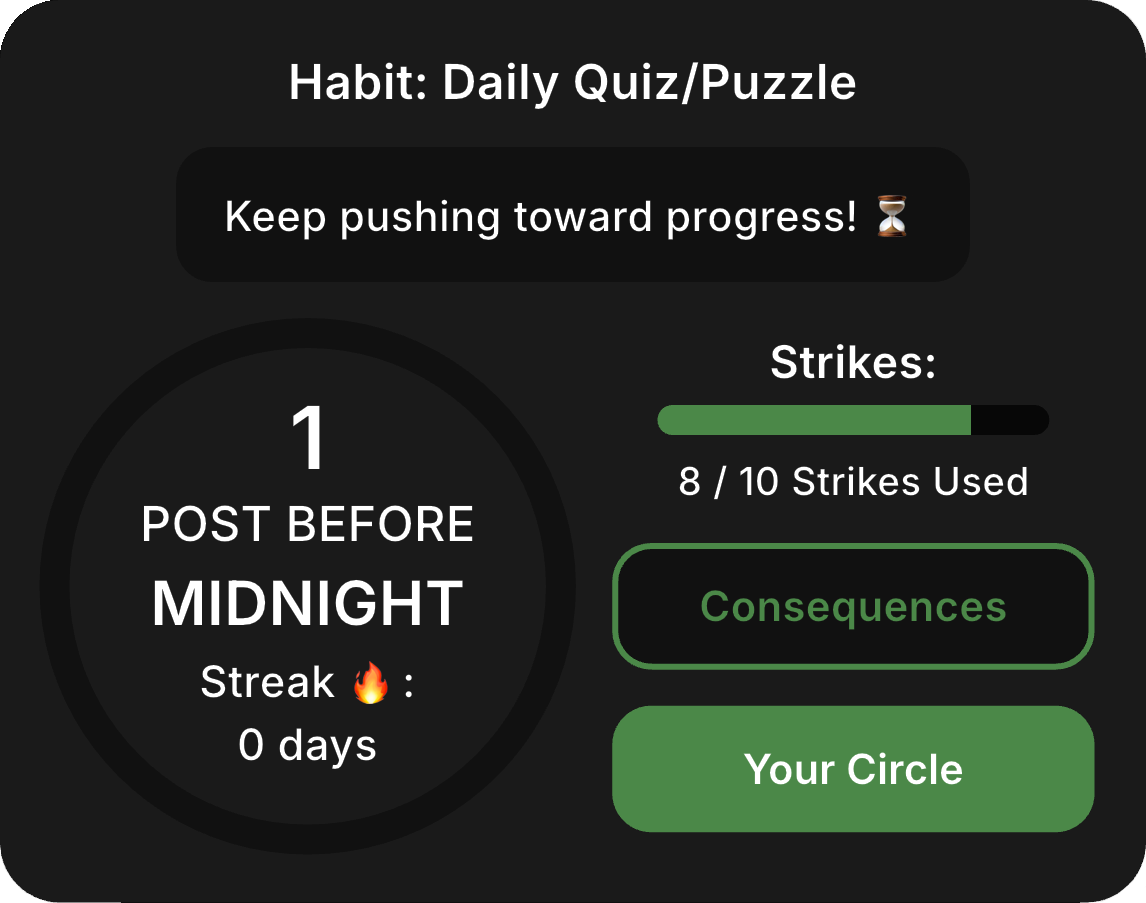 Habit: Daily Quiz/Puzzle
Keep pushing toward progress! ⏳
1
POST BEFORE
MIDNIGHT
Streak 🔥 :
0 days
Strikes:
8 / 10 Strikes Used
Consequences
Your Circle